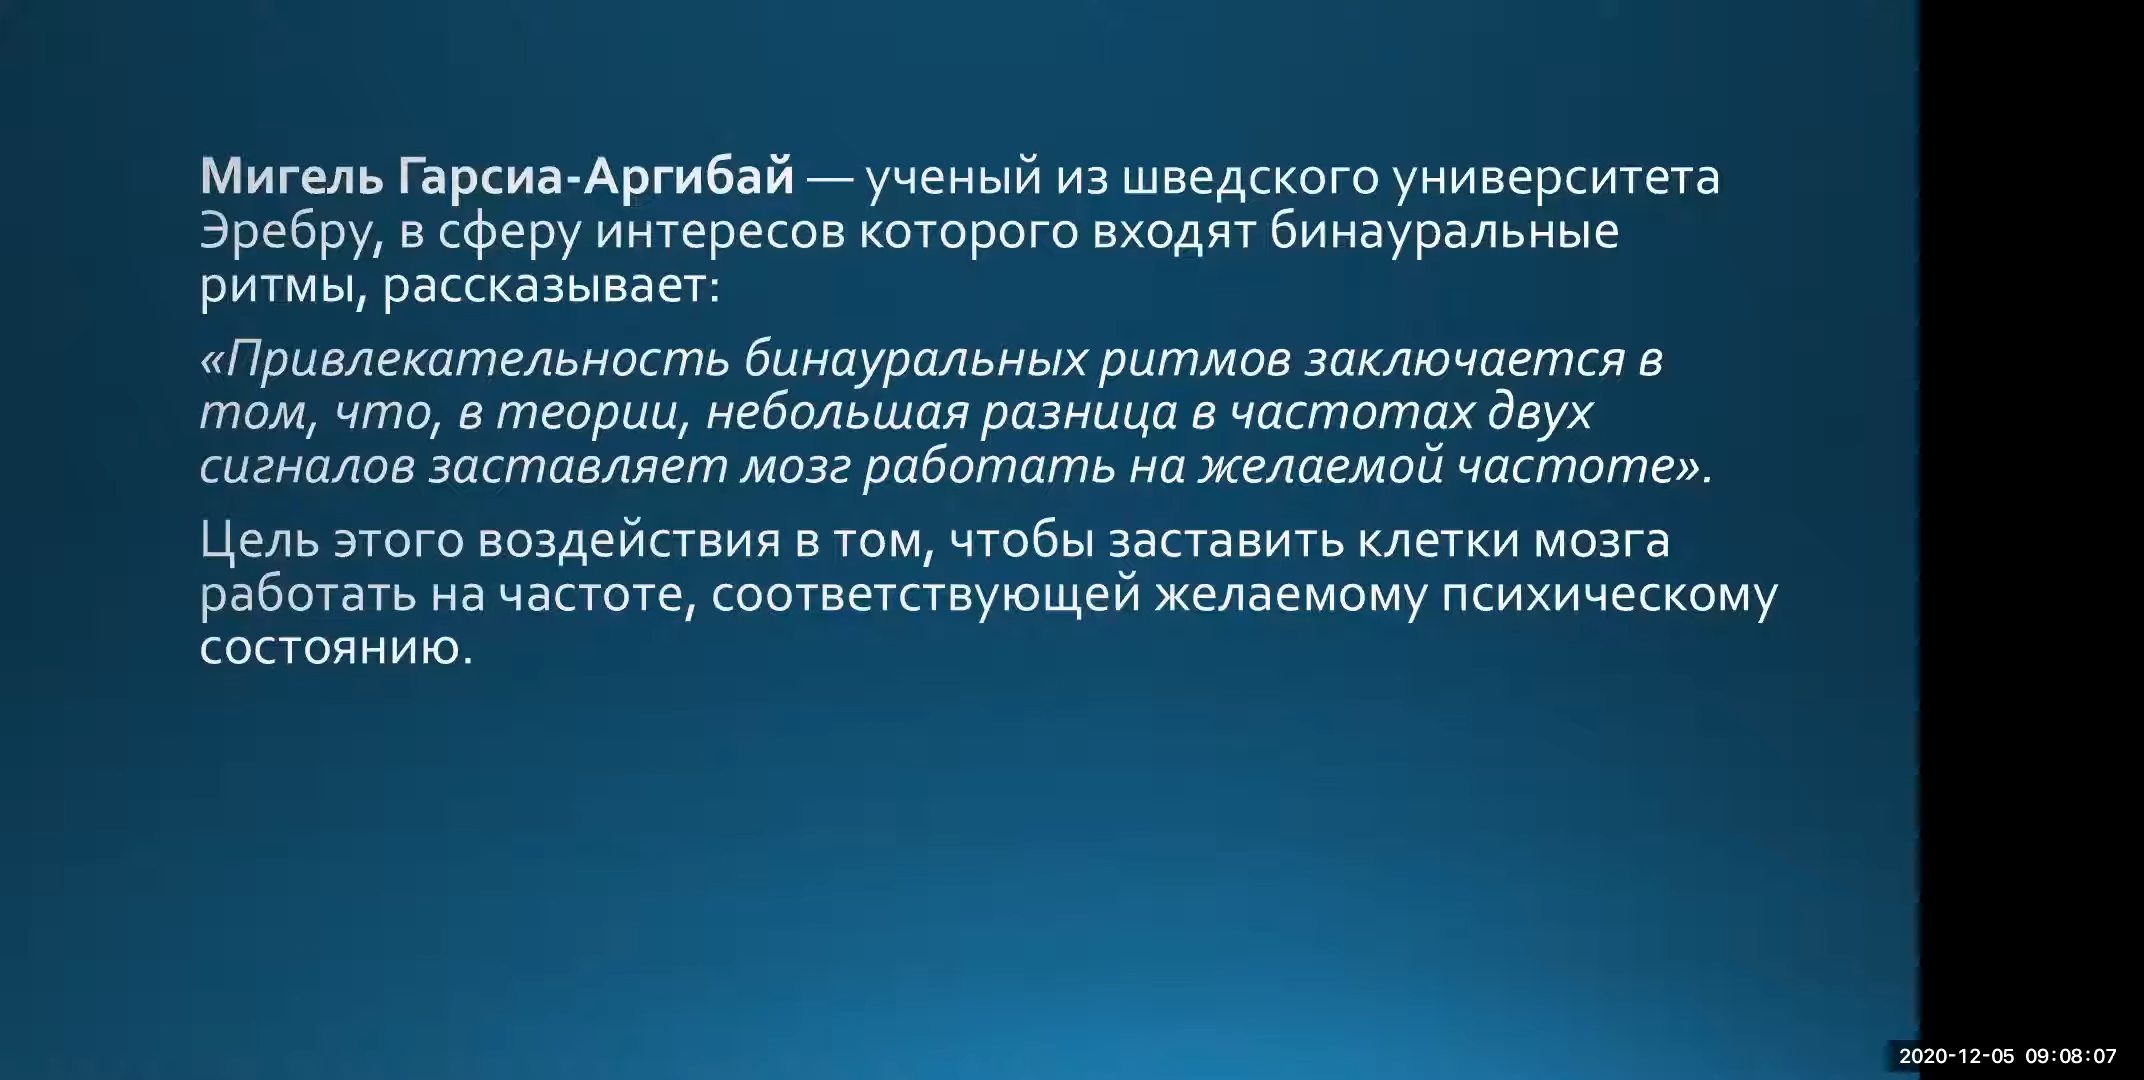 Мигель Гарсиа-Аргибай — ученый из шведского университета
Эребру, в сферу интересов которого входят бинауральные
ритмы, рассказывает:
«Привлекательность бинауральных ритмов заключается в
том, что, в теории, небольшая разница в частотах двух
сигналов заставляет мозг работать на желаемой частоте».
Цель этого воздействия в том, чтобы заставить клетки мозга
работать на частоте, соответствующей желаемому психическому
состоянию.
2020-12-05 09:08:07